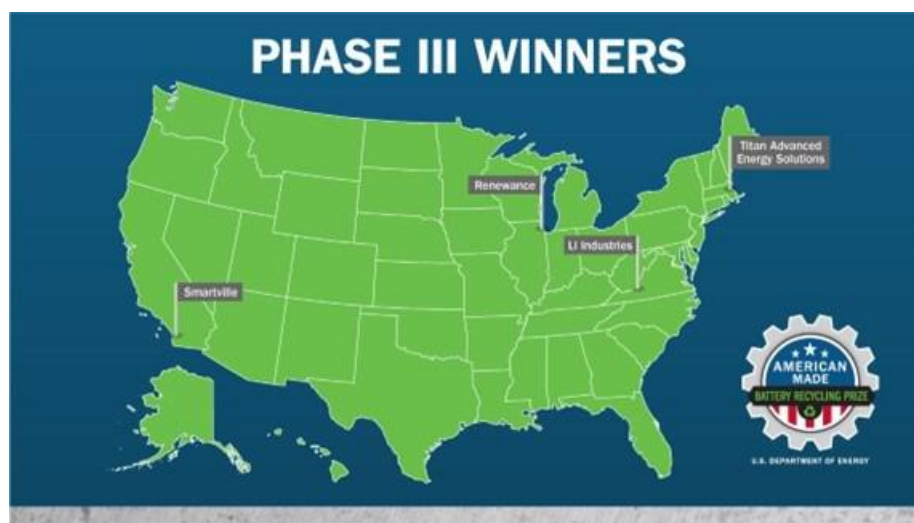 PHASE III WINNERS
Titan Advanced
Energy Solutions
Renewance
Li Industries
Smartville
AMERICAN
MADE
BATTERY RECYCLING PRIZE
U.S. DEPARTMENT OF ENERGY